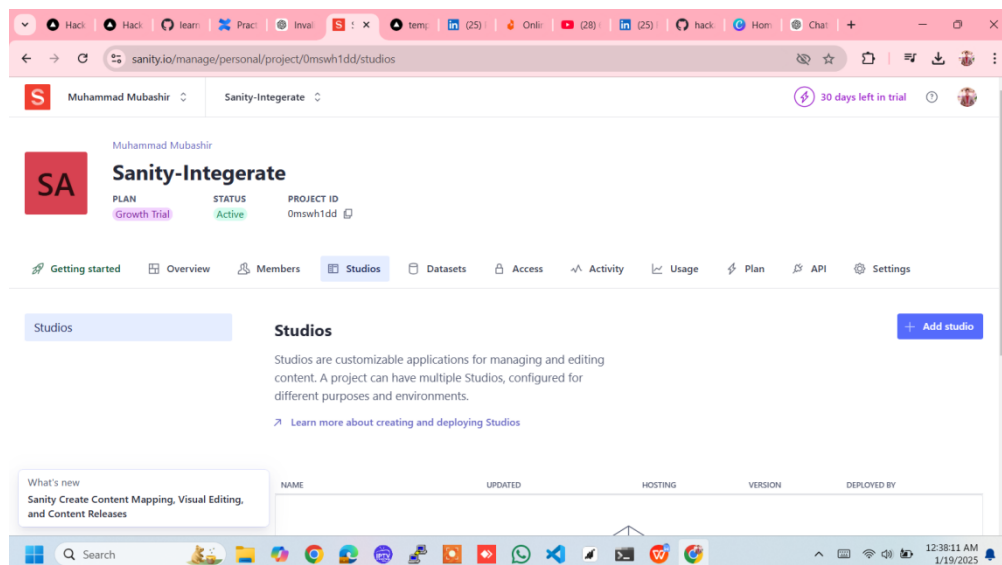 Hack
Hack
learn
Pract
Inval
S
temp
in (25)
Onlin
(28)
in (25)
hack
Hom
Chat
sanity.io/manage/personal/project/0mswh1dd/studios
S
Muhammad Mubashir
Sanity-Integerate
30 days left in trial
Muhammad Mubashir
SA
Sanity-Integerate
PLAN STATUS PROJECT ID
Growth Trial Active 0mswh1dd
Getting started Overview Members Studios Datasets Access Activity Usage Plan API Settings
Studios
Studios
+ Add studio
Studios are customizable applications for managing and editing
content. A project can have multiple Studios, configured for
different purposes and environments.
Learn more about creating and deploying Studios
What's new
Sanity Create Content Mapping, Visual Editing,
and Content Releases
NAME UPDATED HOSTING VERSION DEPLOYED BY
Search
12:38:11 AM
1/19/2025